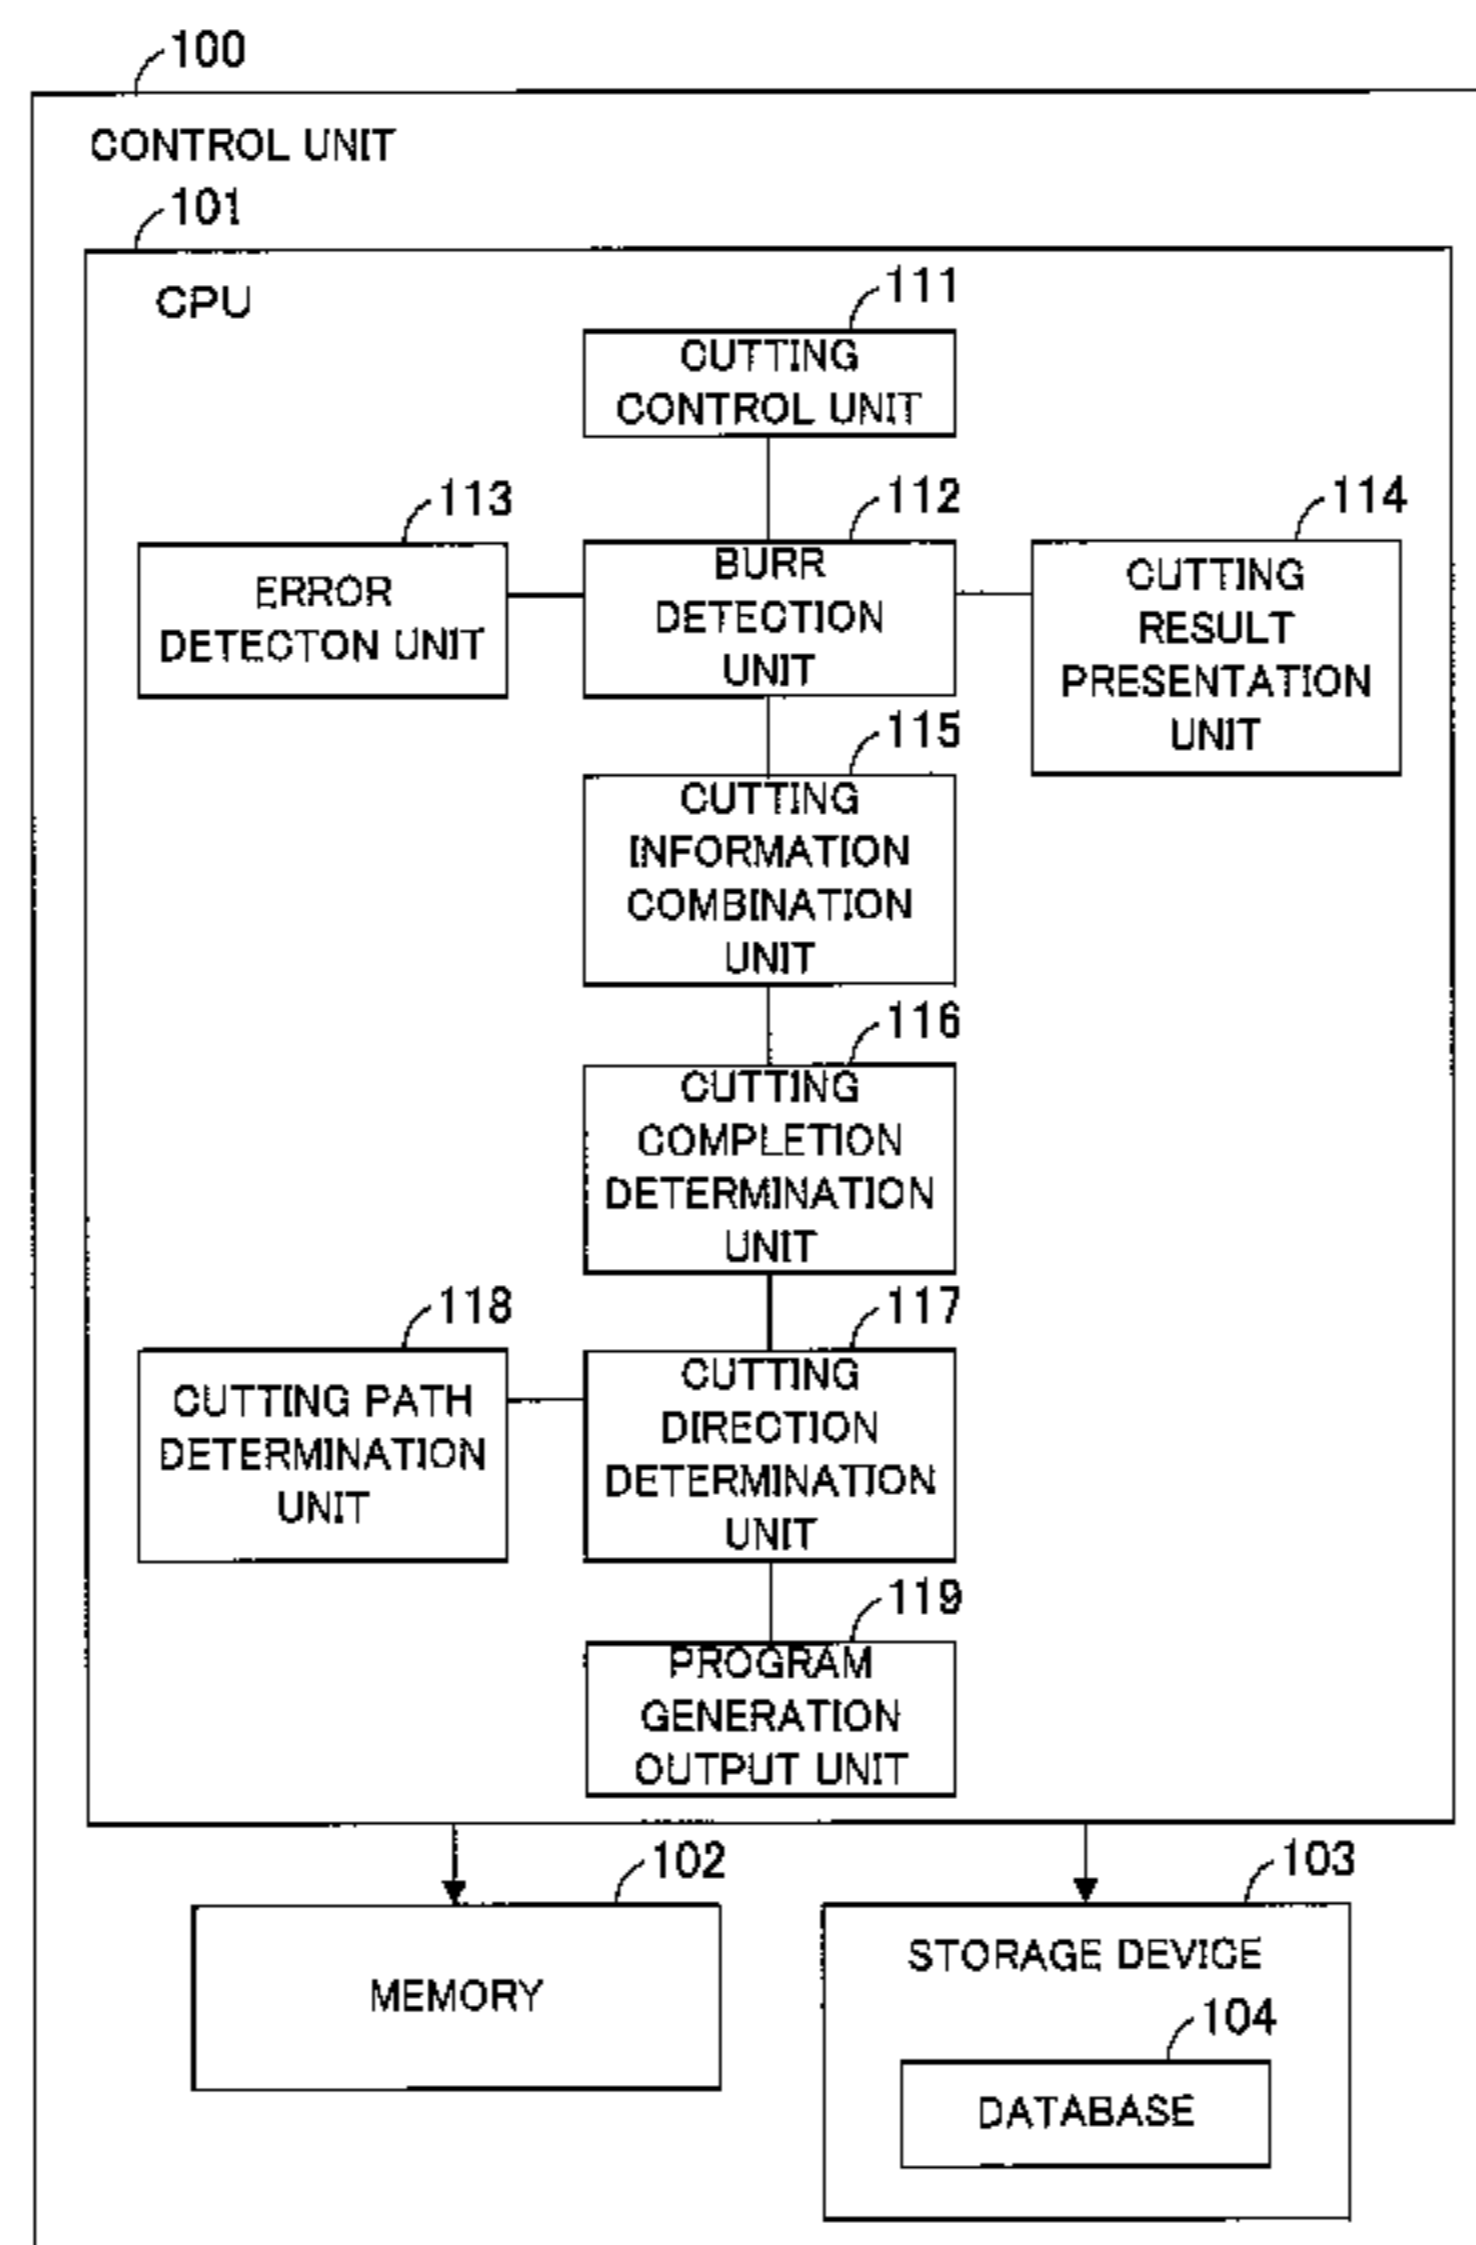 100
CONTROL UNIT
101
CPU
111
CUTTING
CONTROL UNIT
113
ERROR
DETECTON UNIT
112
BURR
DETECTION
UNIT
114
CUTTING
RESULT
PRESENTATION
UNIT
115
CUTTING
INFORMATION
COMBINATION
UNIT
116
CUTTING
COMPLETION
DETERMINATION
UNIT
118
CUTTING PATH
DETERMINATION
UNIT
117
CUTTING
DIRECTION
DETERMINATION
UNIT
119
PROGRAM
GENERATION
OUTPUT UNIT
102
MEMORY
103
STORAGE DEVICE
104
DATABASE